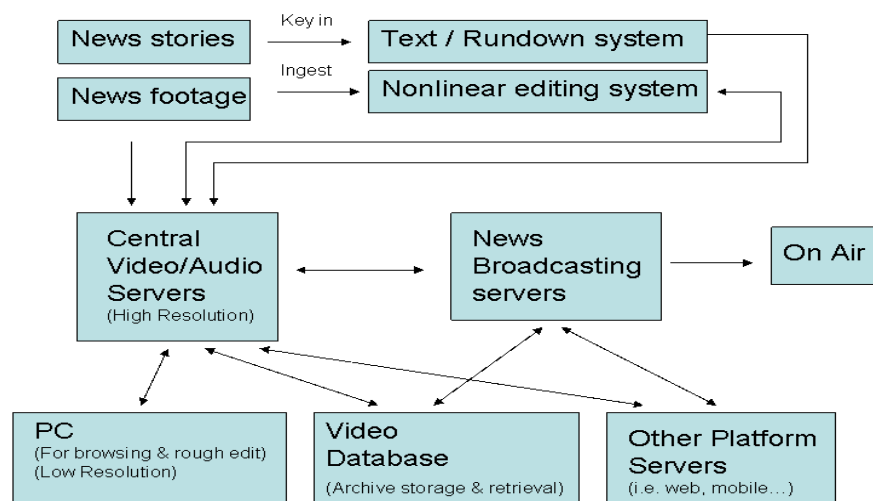 News stories
Key in
Text / Rundown system
News footage
Ingest
Nonlinear editing system
Central
Video/Audio
Servers
(High Resolution)
News
Broadcasting
servers
On Air
PC
(For browsing & rough edit)
(Low Resolution)
Video
Database
(Archive storage & retrieval)
Other Platform
Servers
(i.e. web, mobile...)